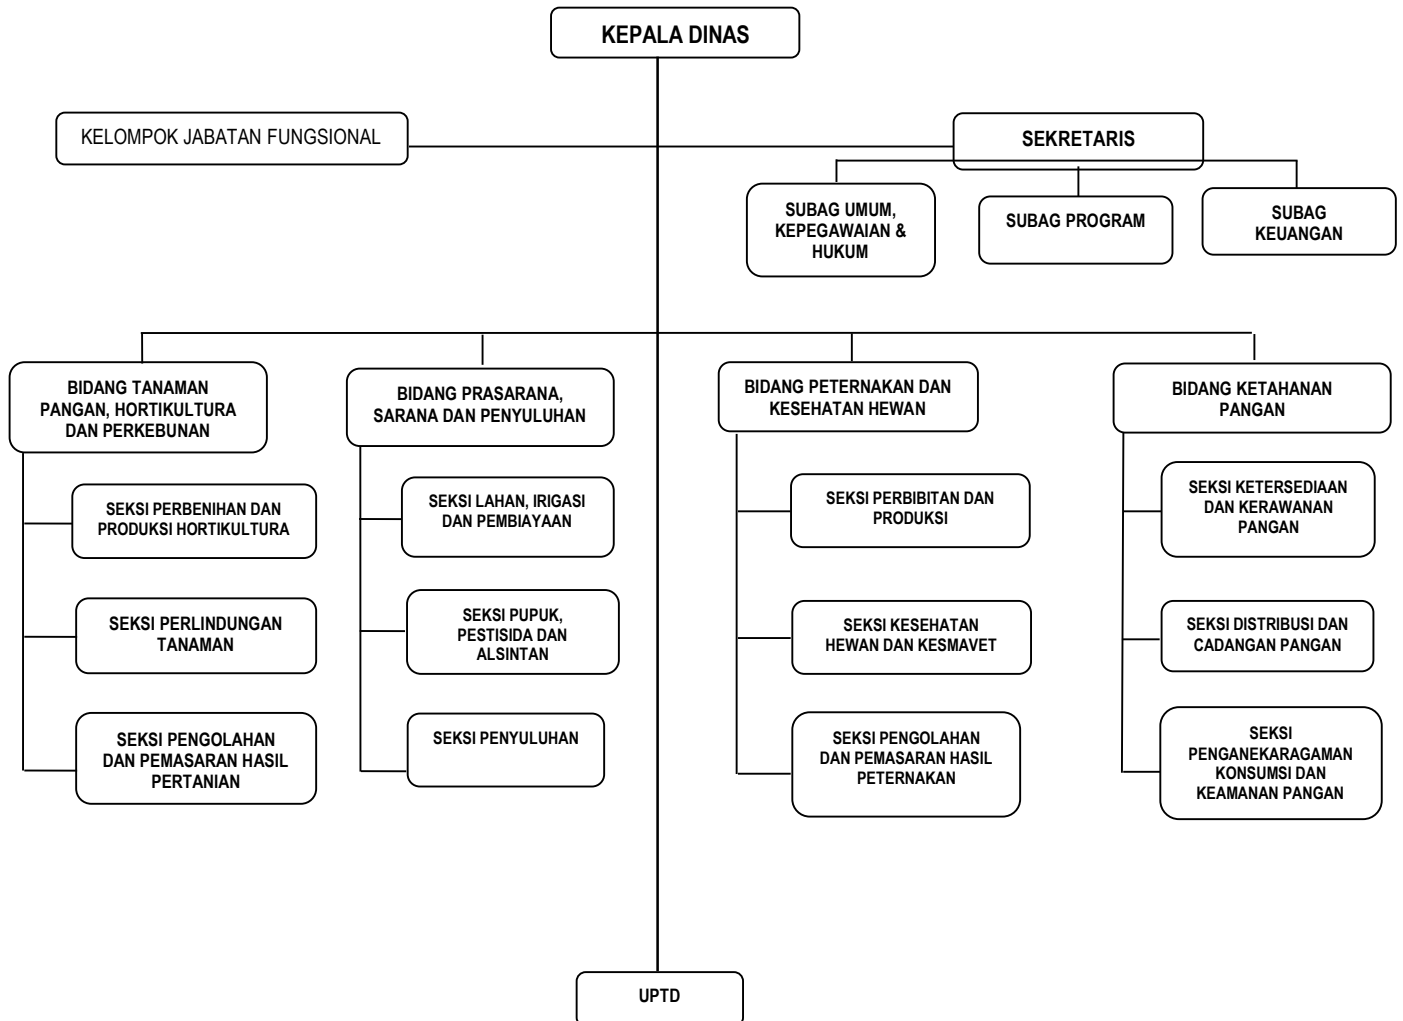 KEPALA DINAS
KELOMPOK JABATAN FUNGSIONAL
SEKRETARIS
SUBAG UMUM,
KEPEGAWAIAN &
HUKUM
SUBAG PROGRAM
SUBAG
KEUANGAN
BIDANG TANAMAN
PANGAN, HORTIKULTURA
DAN PERKEBUNAN
BIDANG PRASARANA,
SARANA DAN PENYULUHAN
BIDANG PETERNAKAN DAN
KESEHATAN HEWAN
BIDANG KETAHANAN
PANGAN
SEKSI PERBENIHAN DAN
PRODUKSI HORTIKULTURA
SEKSI LAHAN, IRIGASI
DAN PEMBIAYAAN
SEKSI PERBIBITAN DAN
PRODUKSI
SEKSI KETERSEDIAAN
DAN KERAWANAN
PANGAN
SEKSI PERLINDUNGAN
TANAMAN
SEKSI PUPUK,
PESTISIDA DAN
ALSINTAN
SEKSI KESEHATAN
HEWAN DAN KESMAVET
SEKSI DISTRIBUSI DAN
CADANGAN PANGAN
SEKSI PENGOLAHAN
DAN PEMASARAN HASIL
PERTANIAN
SEKSI PENYULUHAN
SEKSI PENGOLAHAN
DAN PEMASARAN HASIL
PETERNAKAN
SEKSI
PENGANEKARAGAMAN
KONSUMSI DAN
KEAMANAN PANGAN
UPTD